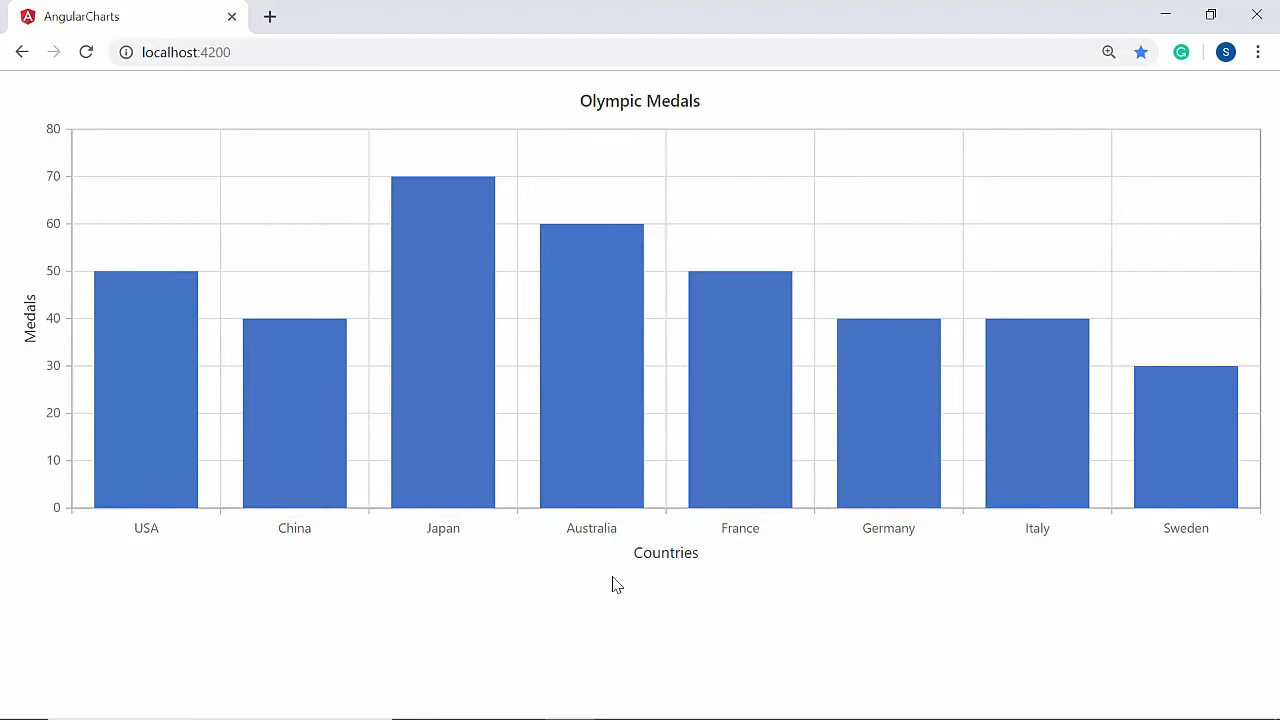 AngularCharts
localhost:4200
S
Olympic Medals
80
70
60
50
40
30
20
10
0
Medals
USA China Japan Australia France Germany Italy Sweden
Countries